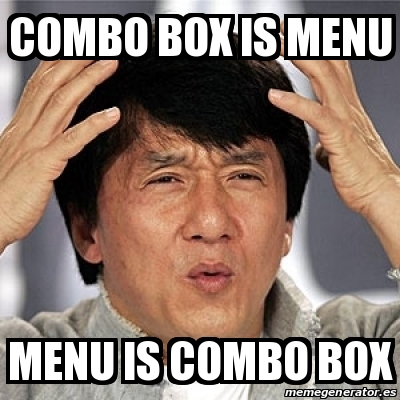 COMBO BOX IS MENU
MENU IS COMBO BOX
memegenerator.es